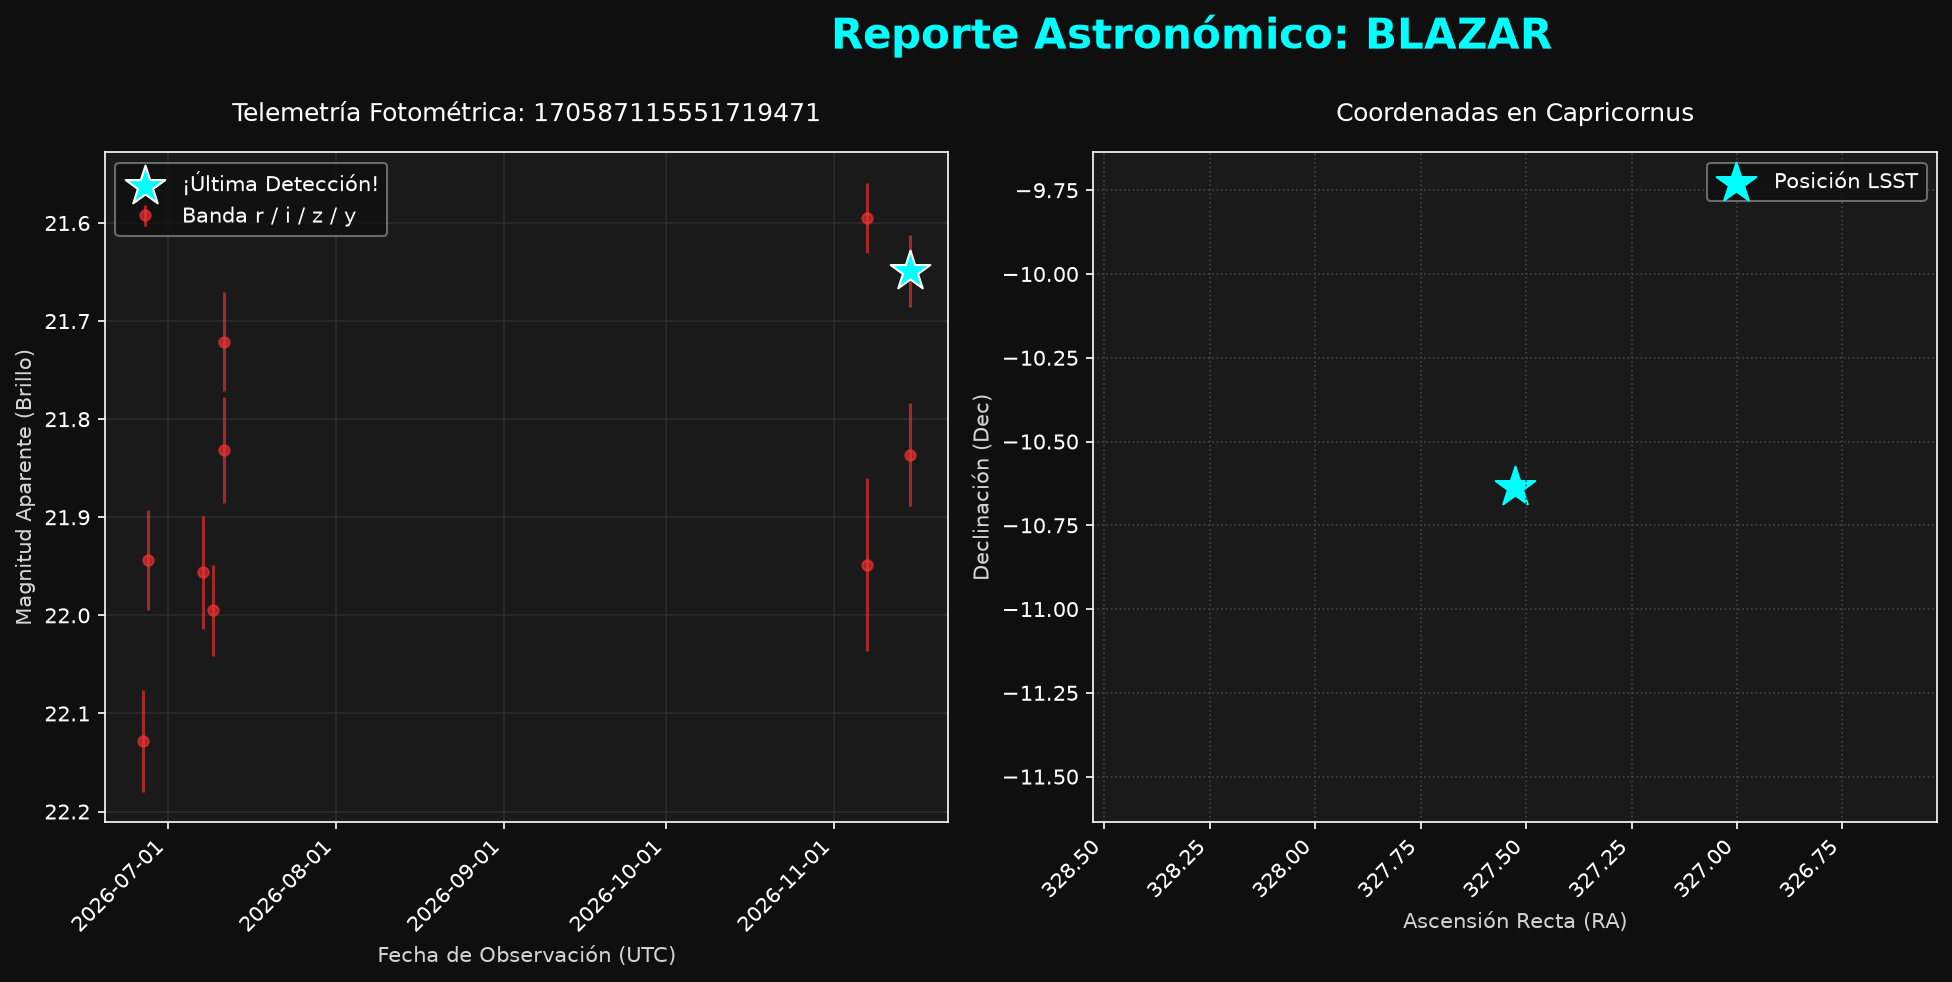 Reporte Astronómico: BLAZAR
Telemetría Fotométrica: 170587115551719471
¡Última Detección!
Banda r / i / z / y
Magnitud Aparente (Brillo)
21.6
21.7
21.8
21.9
22.0
22.1
22.2
2026-07-01
2026-08-01
2026-09-01
2026-10-01
2026-11-01
Fecha de Observación (UTC)
Coordenadas en Capricornus
Posición LSST
Declinación (Dec)
−9.75
−10.00
−10.25
−10.50
−10.75
−11.00
−11.25
−11.50
328.50
328.25
328.00
327.75
327.50
327.25
327.00
326.75
Ascensión Recta (RA)